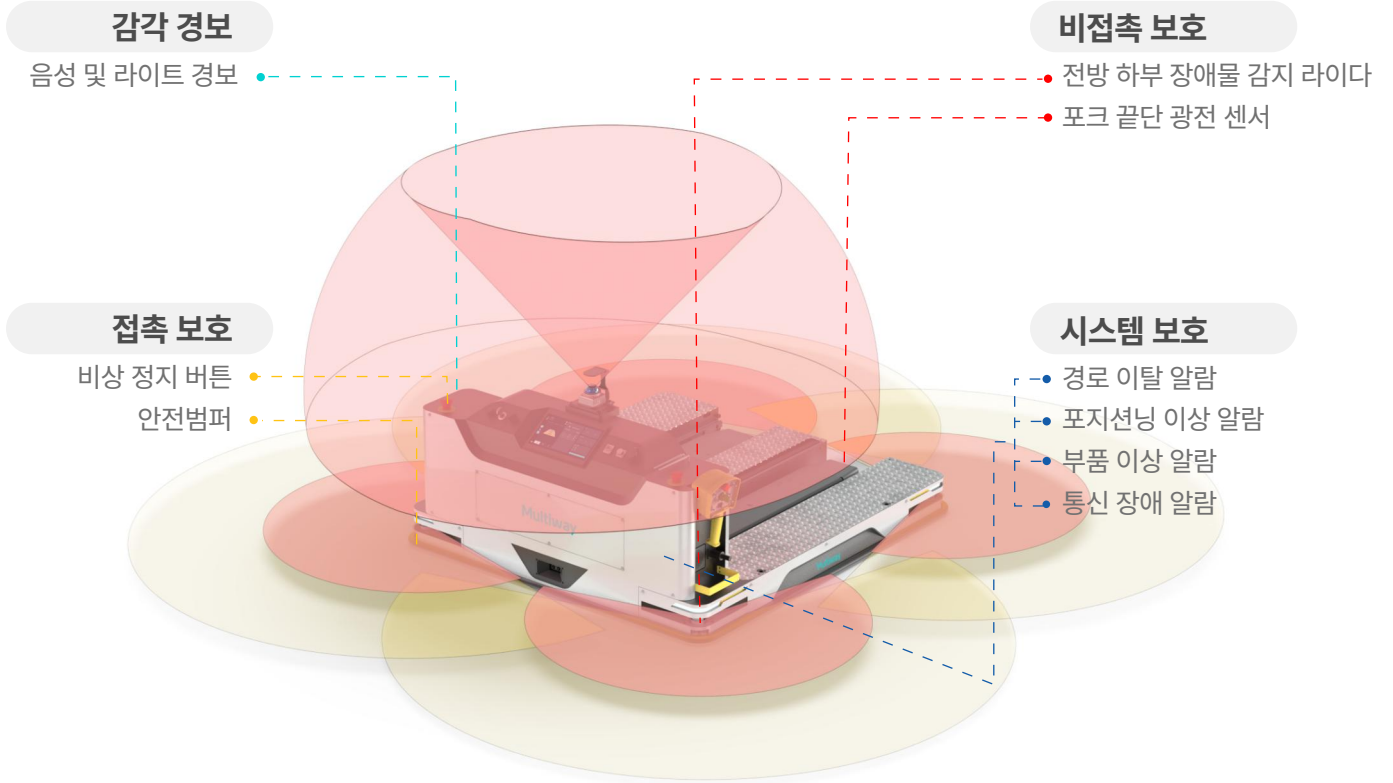 감각 경보
음성 및 라이트 경보
비접촉 보호
전방 하부 장애물 감지 라이다
포크 끝단 광전 센서
접촉 보호
비상 정지 버튼
안전범퍼
시스템 보호
경로 이탈 알람
포지션닝 이상 알람
부품 이상 알람
통신 장애 알람
Multiway